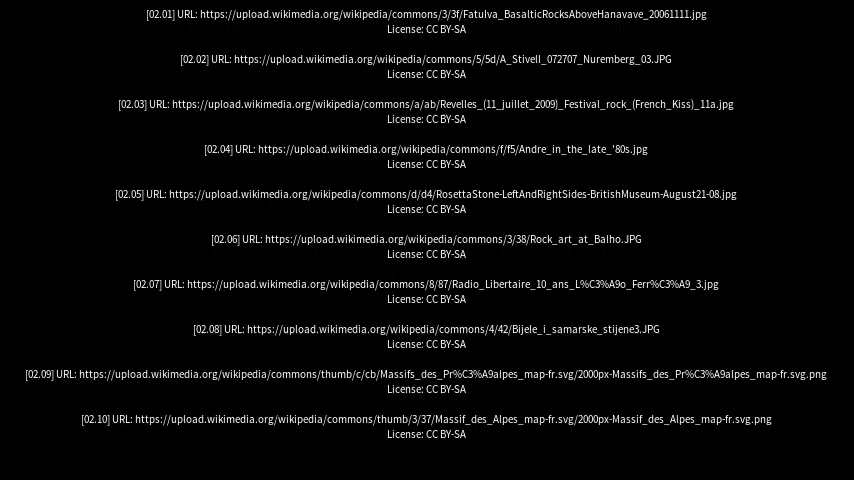 [02.01] URL: https://upload.wikimedia.org/wikipedia/commons/3/3f/FatuIva_BasalticRocksAboveHanavave_20061111.jpg
License: CC BY-SA
[02.02] URL: https://upload.wikimedia.org/wikipedia/commons/5/5d/A_Stivell_072707_Nuremberg_03.JPG
License: CC BY-SA
[02.03] URL: https://upload.wikimedia.org/wikipedia/commons/a/ab/Revelles_(11_juillet_2009)_Festival_rock_(French_Kiss)_11a.jpg
License: CC BY-SA
[02.04] URL: https://upload.wikimedia.org/wikipedia/commons/f/f5/Andre_in_the_late_'80s.jpg
License: CC BY-SA
[02.05] URL: https://upload.wikimedia.org/wikipedia/commons/d/d4/RosettaStone-LeftAndRightSides-BritishMuseum-August21-08.jpg
License: CC BY-SA
[02.06] URL: https://upload.wikimedia.org/wikipedia/commons/3/38/Rock_art_at_Balho.JPG
License: CC BY-SA
[02.07] URL: https://upload.wikimedia.org/wikipedia/commons/8/87/Radio_Libertaire_10_ans_L%C3%A9o_Ferr%C3%A9_3.jpg
License: CC BY-SA
[02.08] URL: https://upload.wikimedia.org/wikipedia/commons/4/42/Bijele_i_samarske_stijene3.JPG
License: CC BY-SA
[02.09] URL: https://upload.wikimedia.org/wikipedia/commons/thumb/c/cb/Massifs_des_Pr%C3%A9alpes_map-fr.svg/2000px-Massifs_des_Pr%C3%A9alpes_map-fr.svg.png
License: CC BY-SA
[02.10] URL: https://upload.wikimedia.org/wikipedia/commons/thumb/3/37/Massif_des_Alpes_map-fr.svg/2000px-Massif_des_Alpes_map-fr.svg.png
License: CC BY-SA